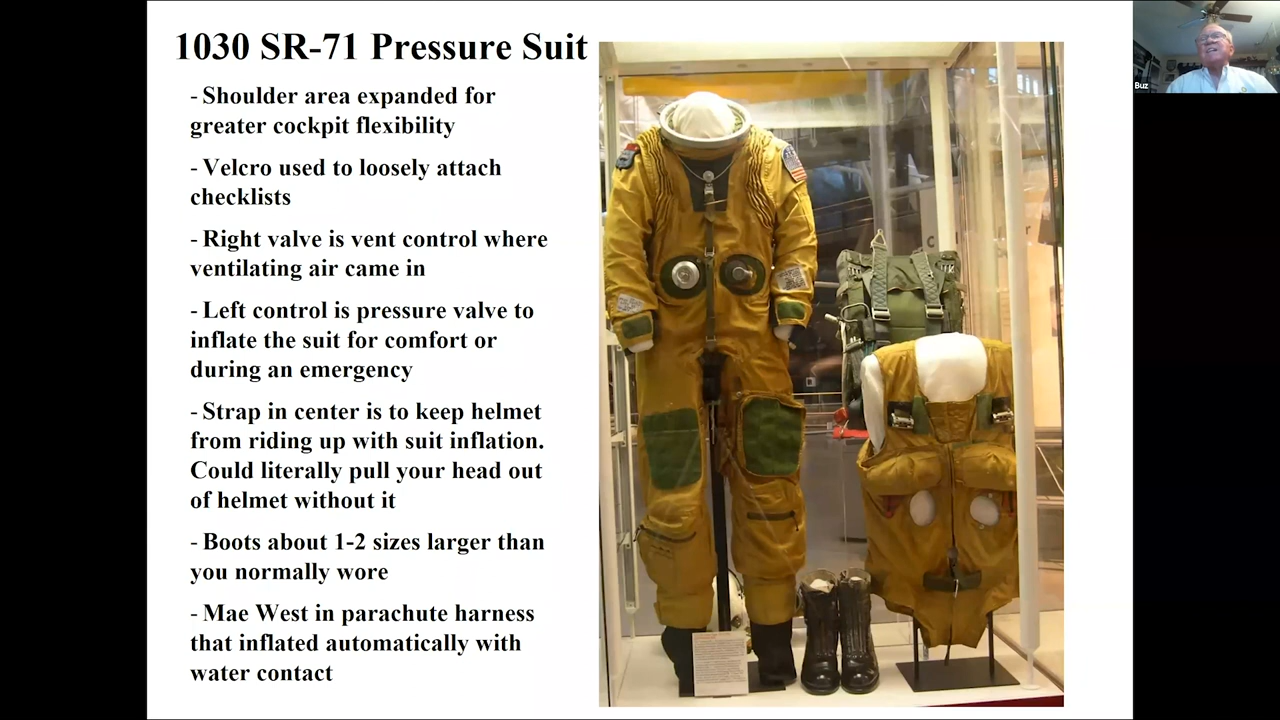 1030 SR-71 Pressure Suit
- Shoulder area expanded for
greater cockpit flexibility
- Velcro used to loosely attach
checklists
- Right valve is vent control where
ventilating air came in
- Left control is pressure valve to
inflate the suit for comfort or
during an emergency
- Strap in center is to keep helmet
from riding up with suit inflation.
Could literally pull your head out
of helmet without it
- Boots about 1-2 sizes larger than
you normally wore
- Mae West in parachute harness
that inflated automatically with
water contact
Buz